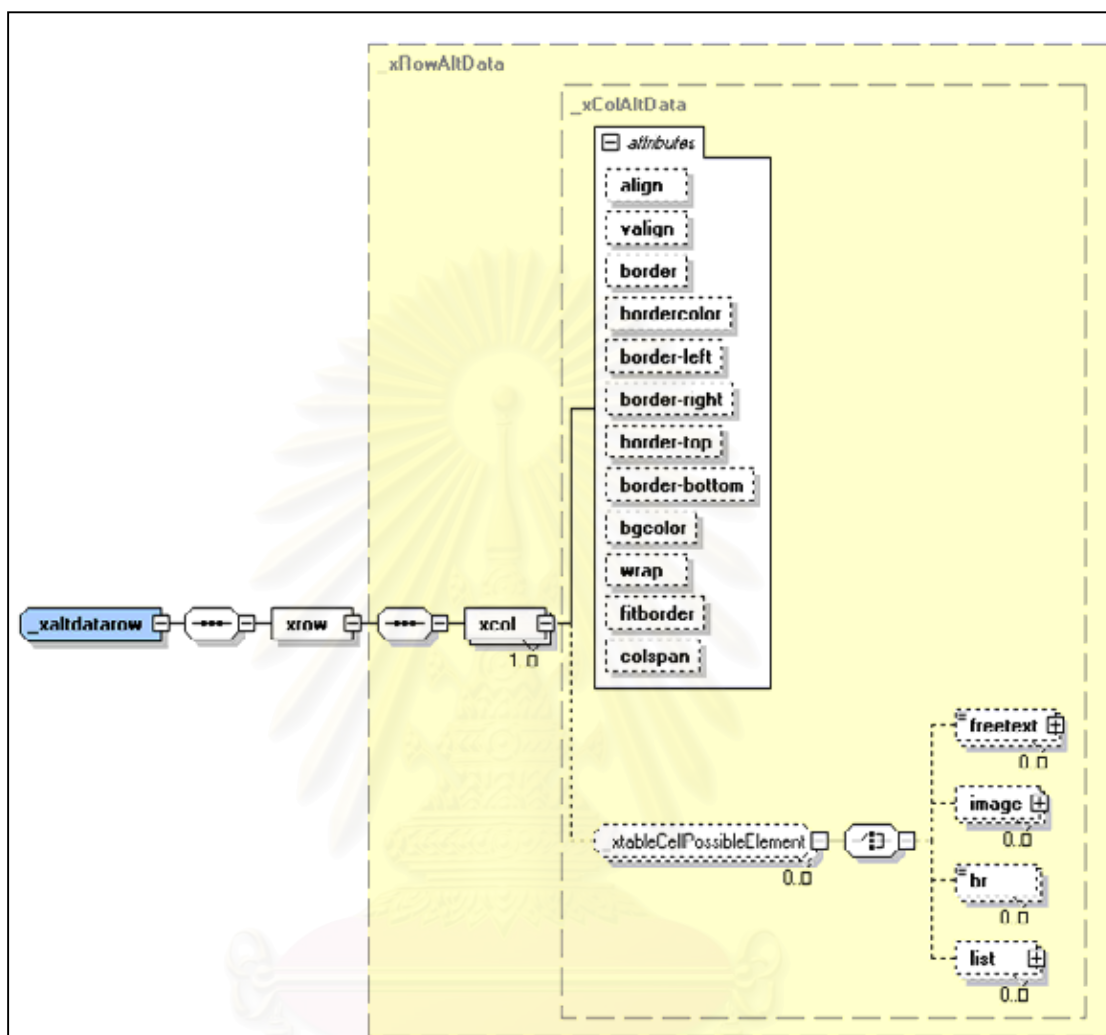 _xRowAltData
_xColAltData
attributes
align
valign
border
bordercolor
border-left
border-right
border-top
border-bottom
bgcolor
wrap
fitborder
colspan
_xaltdatarow
xrow
xcol
1..□
freetext
0..□
image
0..□
_xtableCellPossibleElement
0..□
hr
0..□
list
0..□